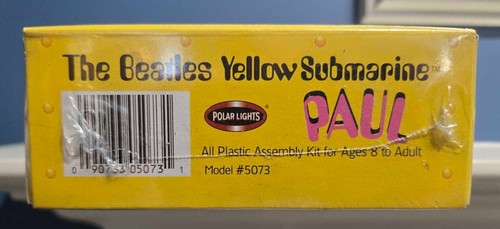 The Beatles Yellow Submarine™
POLAR LIGHTS®
PAUL
All Plastic Assembly Kit for Ages 8 to Adult
Model #5073
0 90733 05073 1